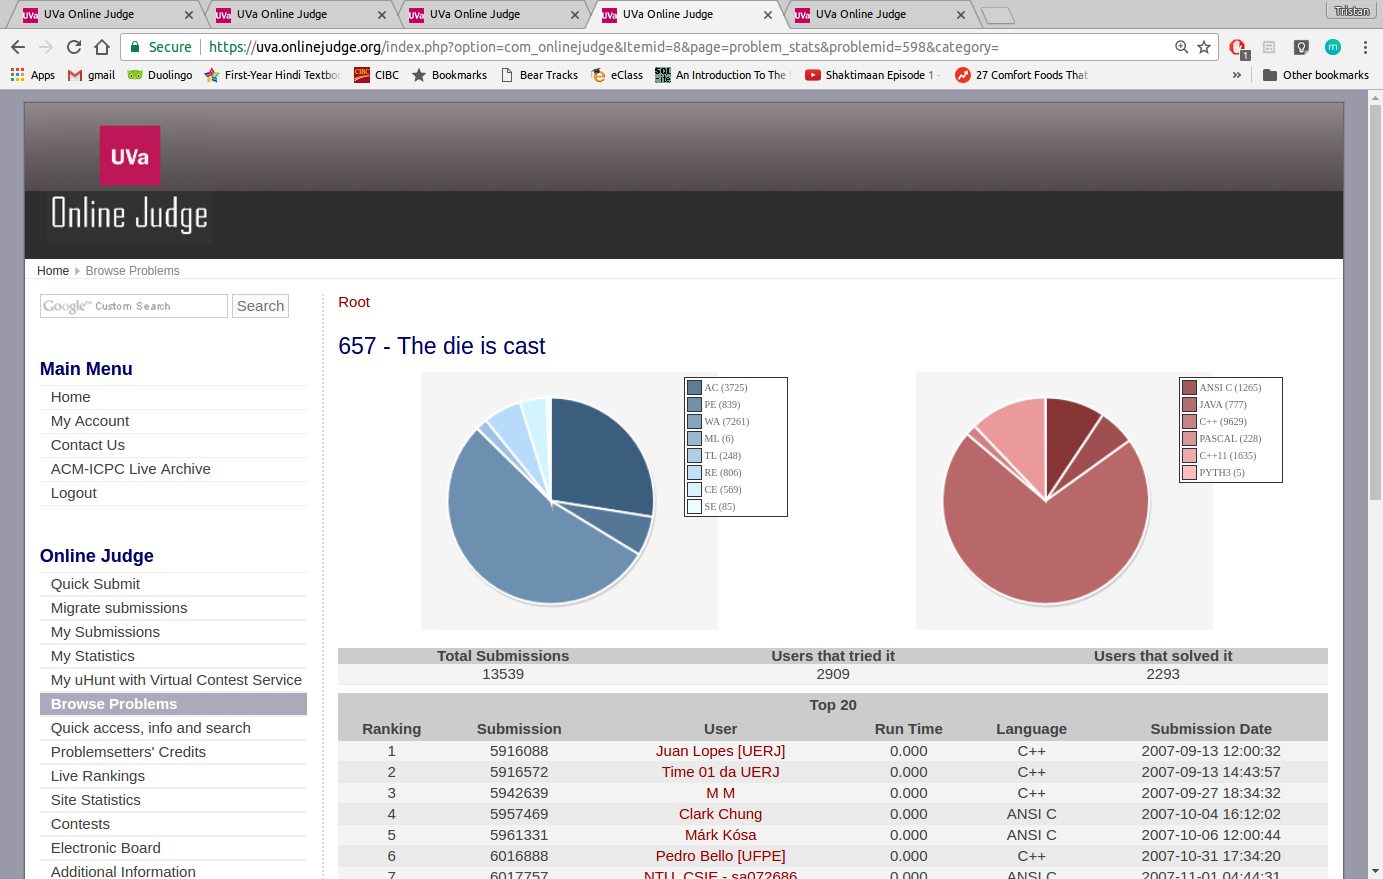 UVa Online Judge
UVa Online Judge
UVa Online Judge
UVa Online Judge
UVa Online Judge
Tristan
Secure https://uva.onlinejudge.org/index.php?option=com_onlinejudge&Itemid=8&page=problem_stats&problemid=598&category=
1
m
Apps gmail Duolingo First-Year Hindi Textbo CIBC CIBC Bookmarks Bear Tracks eClass An Introduction To The Shaktimaan Episode 1 - 27 Comfort Foods That » Other bookmarks
UVa
Online Judge
Home Browse Problems
Google™ Custom Search Search
Main Menu
Home
My Account
Contact Us
ACM-ICPC Live Archive
Logout
Online Judge
Quick Submit
Migrate submissions
My Submissions
My Statistics
My uHunt with Virtual Contest Service
Browse Problems
Quick access, info and search
Problemsetters' Credits
Live Rankings
Site Statistics
Contests
Electronic Board
Additional Information
Root
657 - The die is cast
AC (3725)
PE (839)
WA (7261)
ML (6)
TL (248)
RE (806)
CE (569)
SE (85)
ANSI C (1265)
JAVA (777)
C++ (9629)
PASCAL (228)
C++11 (1635)
PYTH3 (5)
Total Submissions Users that tried it Users that solved it
13539 2909 2293
Top 20
Ranking Submission User Run Time Language Submission Date
1 5916088 Juan Lopes [UERJ] 0.000 C++ 2007-09-13 12:00:32
2 5916572 Time 01 da UERJ 0.000 C++ 2007-09-13 14:43:57
3 5942639 M M 0.000 C++ 2007-09-27 18:34:32
4 5957469 Clark Chung 0.000 ANSI C 2007-10-04 16:12:02
5 5961331 Márk Kósa 0.000 ANSI C 2007-10-06 12:00:44
6 6016888 Pedro Bello [UFPE] 0.000 C++ 2007-10-31 17:34:20
7 6017757 NTU_CSIE - sa072686 0.000 ANSI C 2007-11-01 04:44:31